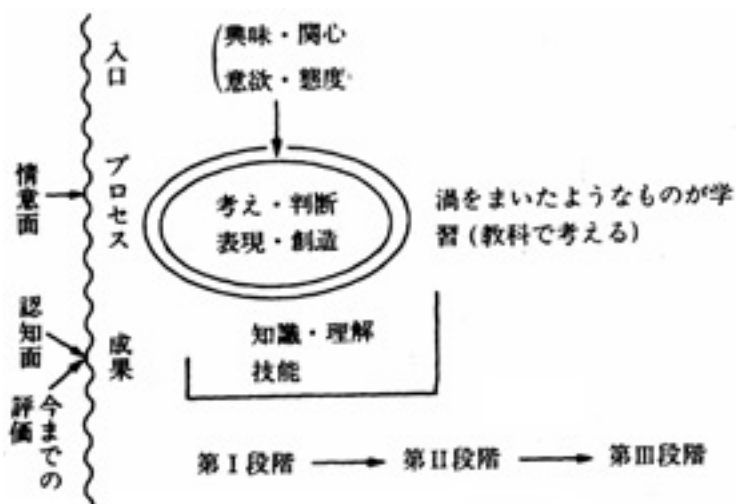 入口
興味・関心
意欲・態度
情意面
プロセス
考え・判断
表現・創造
渦をまいたようなものが学
習(教科で考える)
認知面
成果
知識・理解
技能
今までの
評価
第Ⅰ段階
第Ⅱ段階
第Ⅲ段階